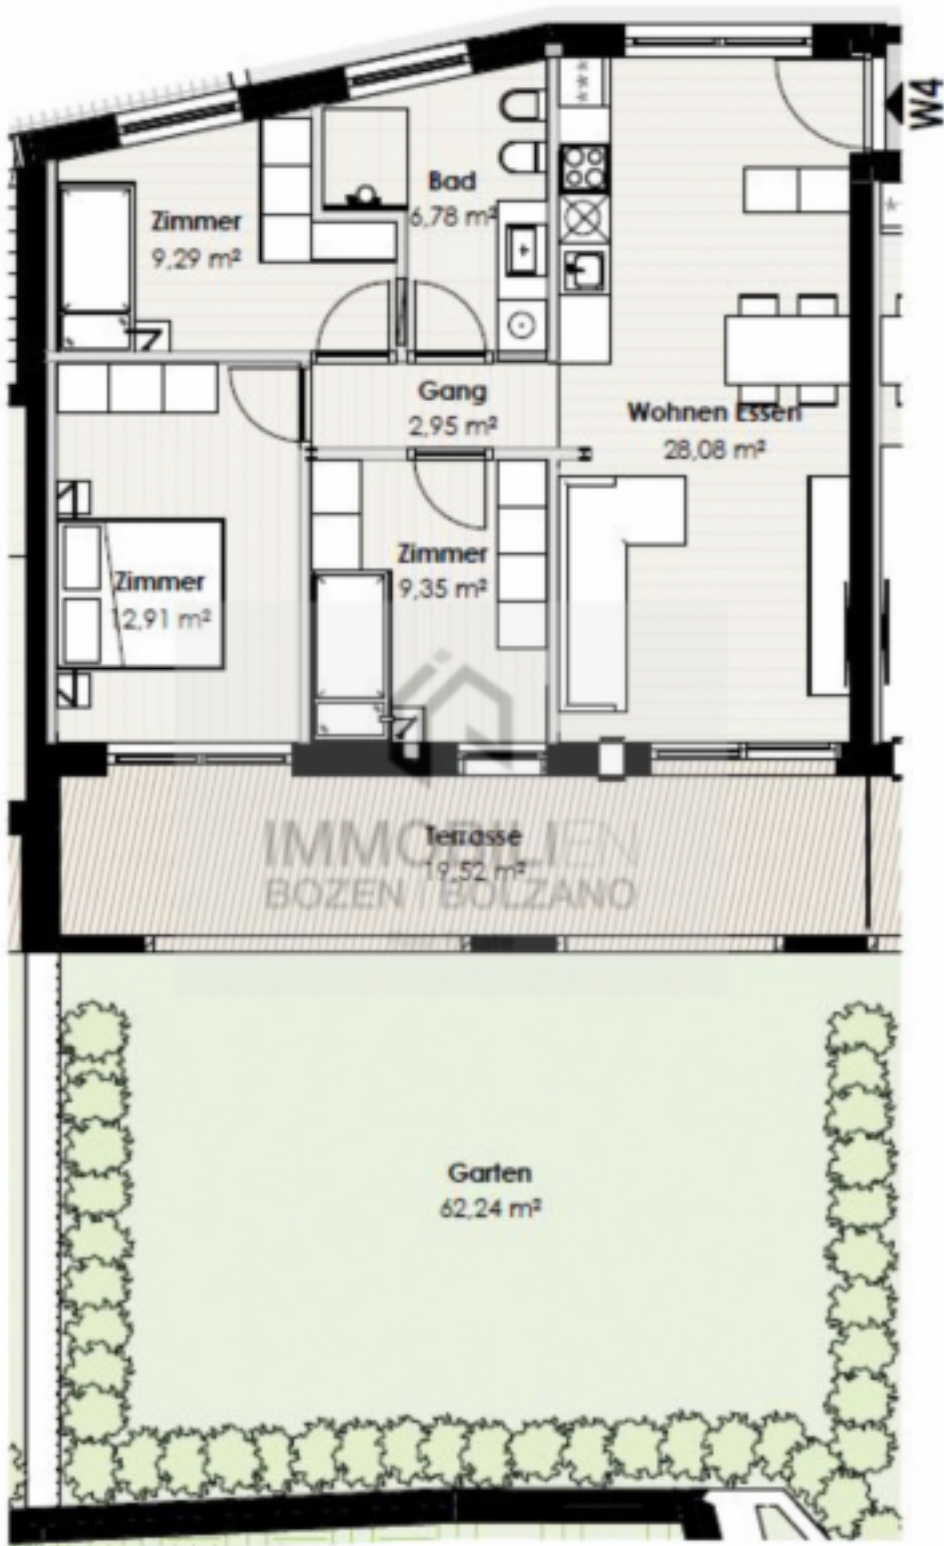 W4
Bad
6,78 m²
Zimmer
9,29 m²
Gang
2,95 m²
Wohnen Essen
28,08 m²
Zimmer
9,35 m²
Zimmer
12,91 m²
Terrasse
19,52 m²
IMMOBILIEN
BOZEN | BOLZANO
Garten
62,24 m²